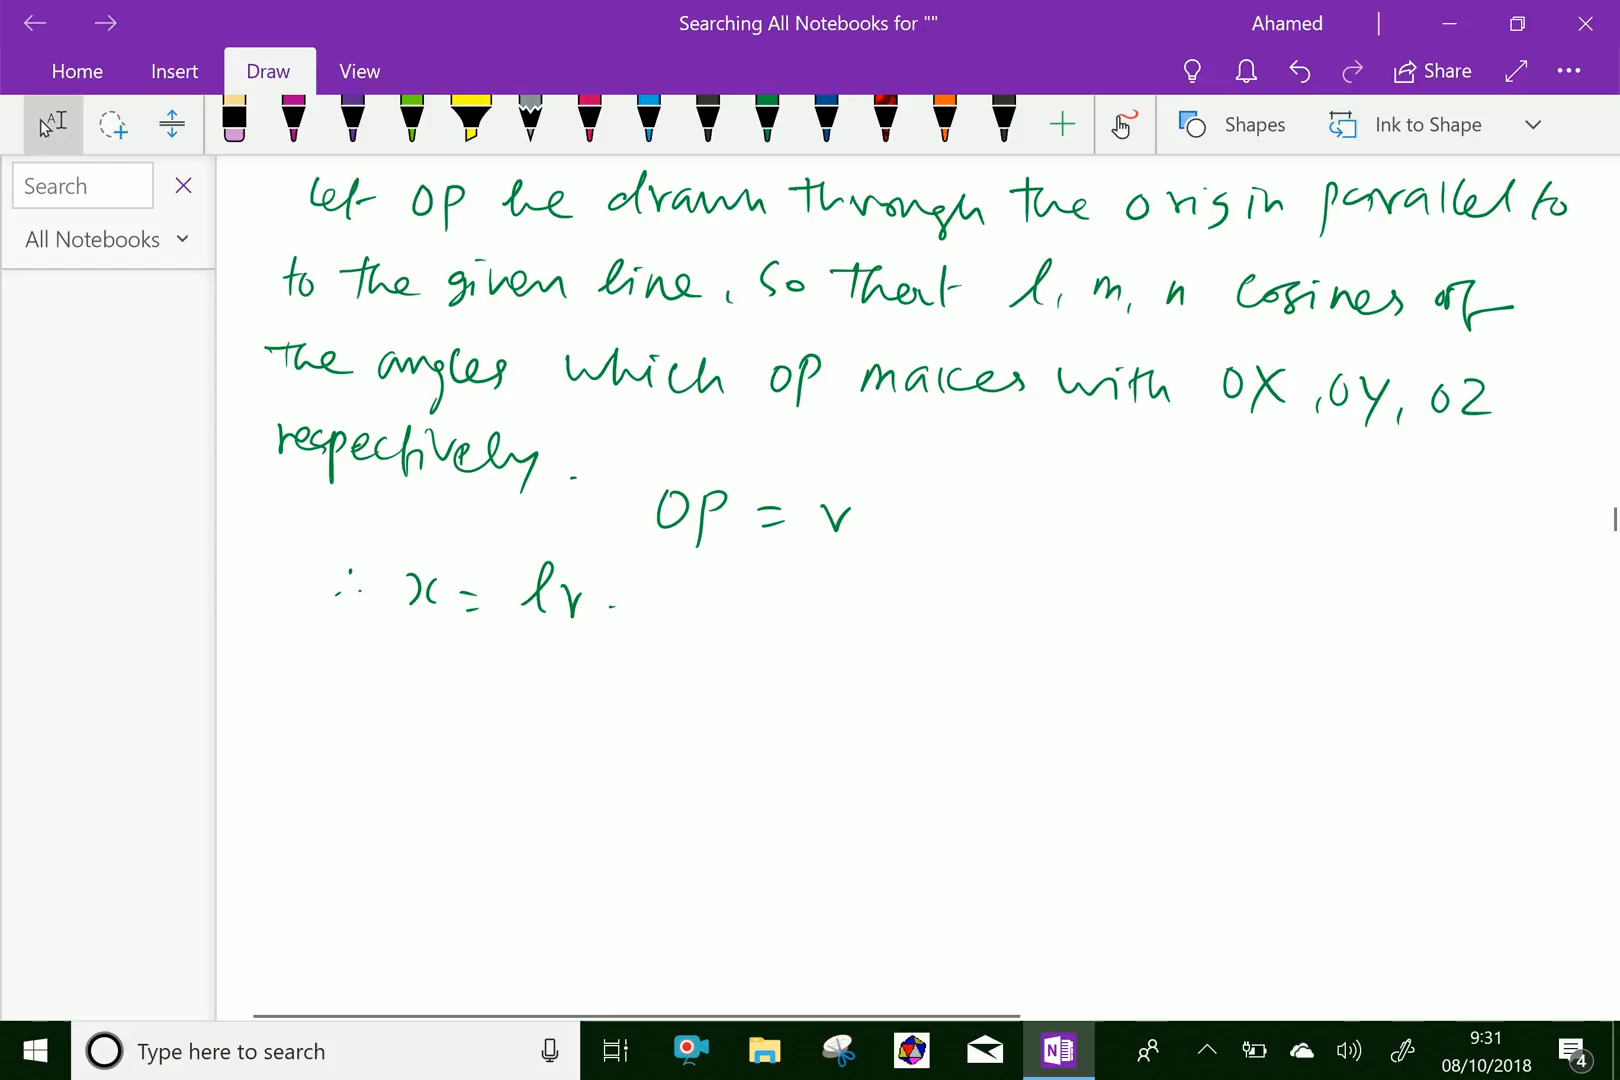 Searching All Notebooks for ""
Ahamed
Home Insert Draw View
Share
Shapes
Ink to Shape
Search
All Notebooks
Let OP be drawn through the origin parallel to
to the given line, so that l, m, n cosines of
the angles which OP makes with OX, OY, OZ
respectively.
OP = r
∴ x = lr.
Type here to search
9:31
08/10/2018
4